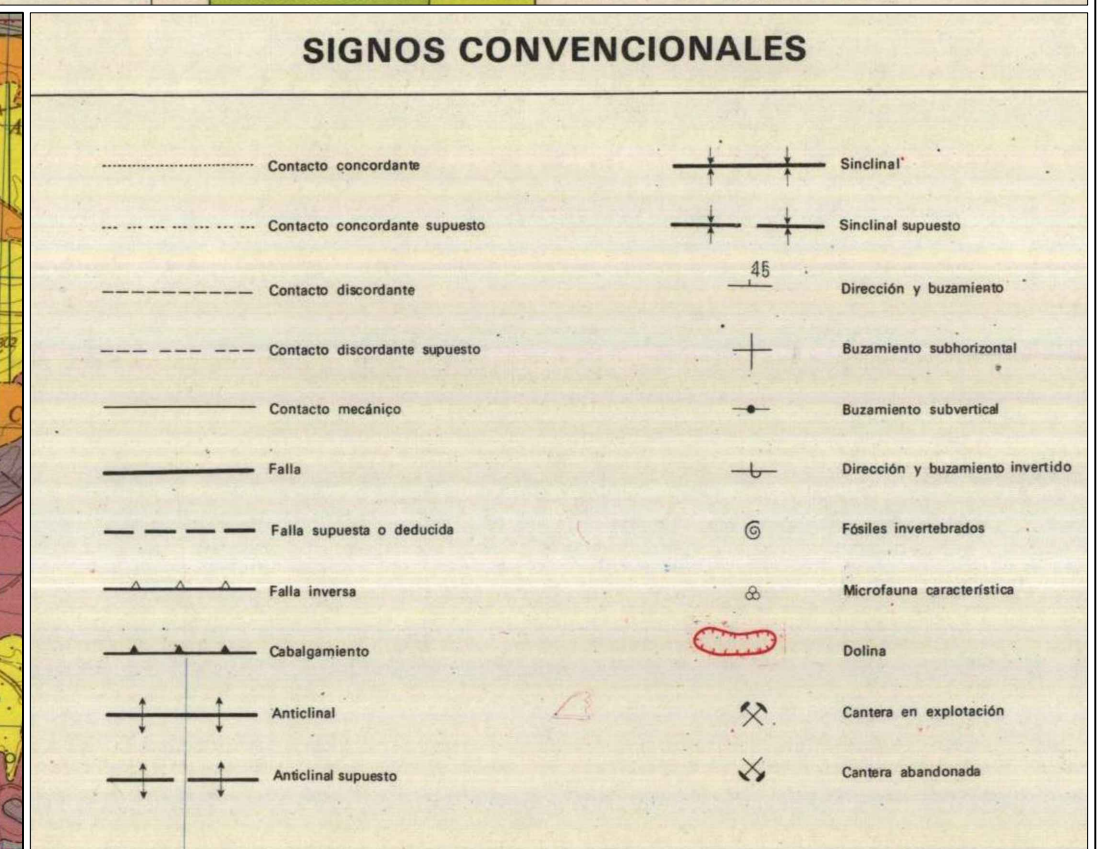 SIGNOS CONVENCIONALES
Contacto concordante
Contacto concordante supuesto
Contacto discordante
Contacto discordante supuesto
Contacto mecánico
Falla
Falla supuesta o deducida
Falla inversa
Cabalgamiento
Anticlinal
Anticlinal supuesto
Sinclinal
Sinclinal supuesto
45
Dirección y buzamiento
Buzamiento subhorizontal
Buzamiento subvertical
Dirección y buzamiento invertido
Fósiles invertebrados
Microfauna característica
Dolina
Cantera en explotación
Cantera abandonada